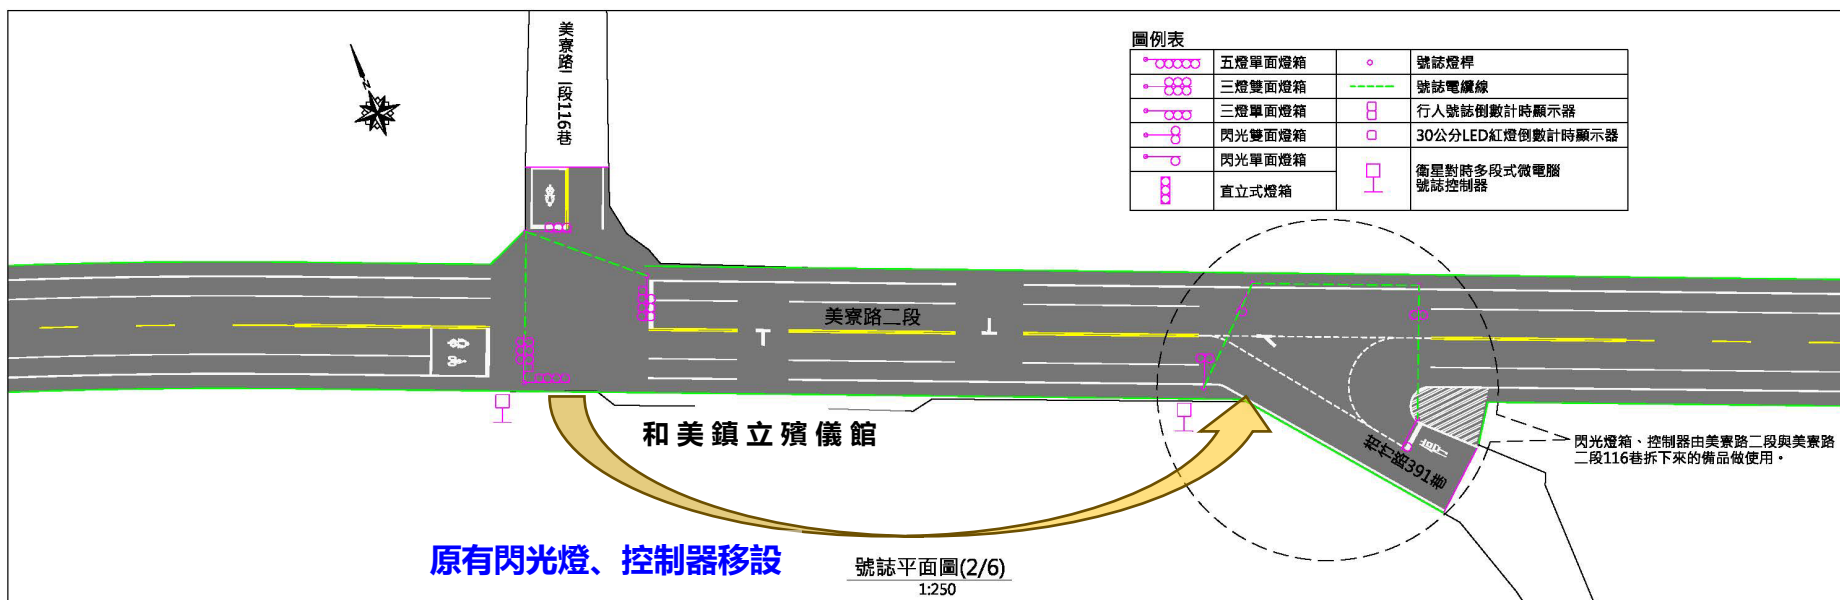 美寮路二段116巷
圖例表
五燈單面燈箱
號誌燈桿
三燈雙面燈箱
號誌電纜線
三燈單面燈箱
行人號誌倒數計時顯示器
閃光雙面燈箱
30公分LED紅燈倒數計時顯示器
閃光單面燈箱
衛星對時多段式微電腦
號誌控制器
直立式燈箱
美寮路二段
和美鎮立殯儀館
柑竹路391巷
閃光燈箱、控制器由美寮路二段與美寮路
二段116巷拆下來的備品做使用。
原有閃光燈、控制器移設
號誌平面圖(2/6)
1:250